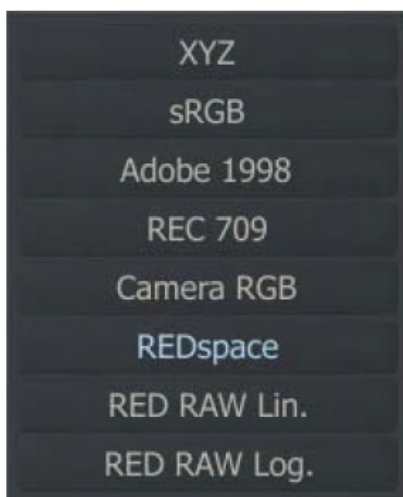 XYZ
sRGB
Adobe 1998
REC 709
Camera RGB
REDspace
RED RAW Lin.
RED RAW Log.